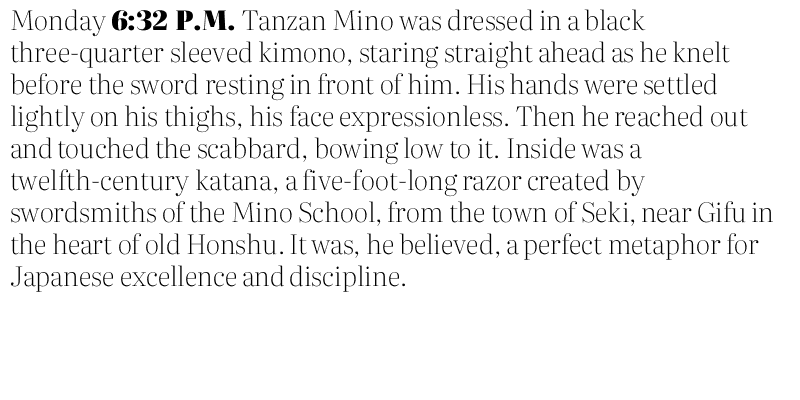 Monday 6:32 P.M. Tanzan Mino was dressed in a black
three-quarter sleeved kimono, staring straight ahead as he knelt
before the sword resting in front of him. His hands were settled
lightly on his thighs, his face expressionless. Then he reached out
and touched the scabbard, bowing low to it. Inside was a
twelfth-century katana, a five-foot-long razor created by
swordsmiths of the Mino School, from the town of Seki, near Gifu in
the heart of old Honshu. It was, he believed, a perfect metaphor for
Japanese excellence and discipline.